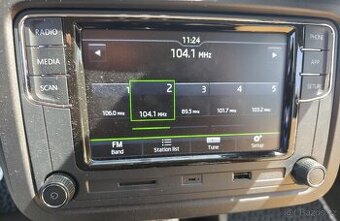 RADIO
MEDIA
SCAN
PHONE
APP
SETUP
11:24
104.1 MHz
1 2 3 4 5
106.0 MHz 104.1 MHz 89.5 MHz 101.7 MHz 103.2 MHz
FM
Band
Station list
Tune
Setup